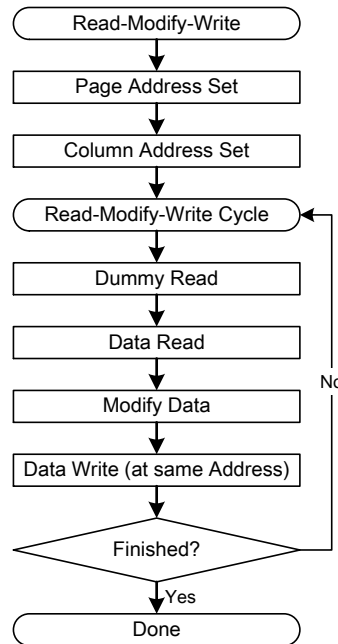 Read-Modify-Write
Page Address Set
Column Address Set
Read-Modify-Write Cycle
Dummy Read
Data Read
No
Modify Data
Data Write (at same Address)
Finished?
Yes
Done